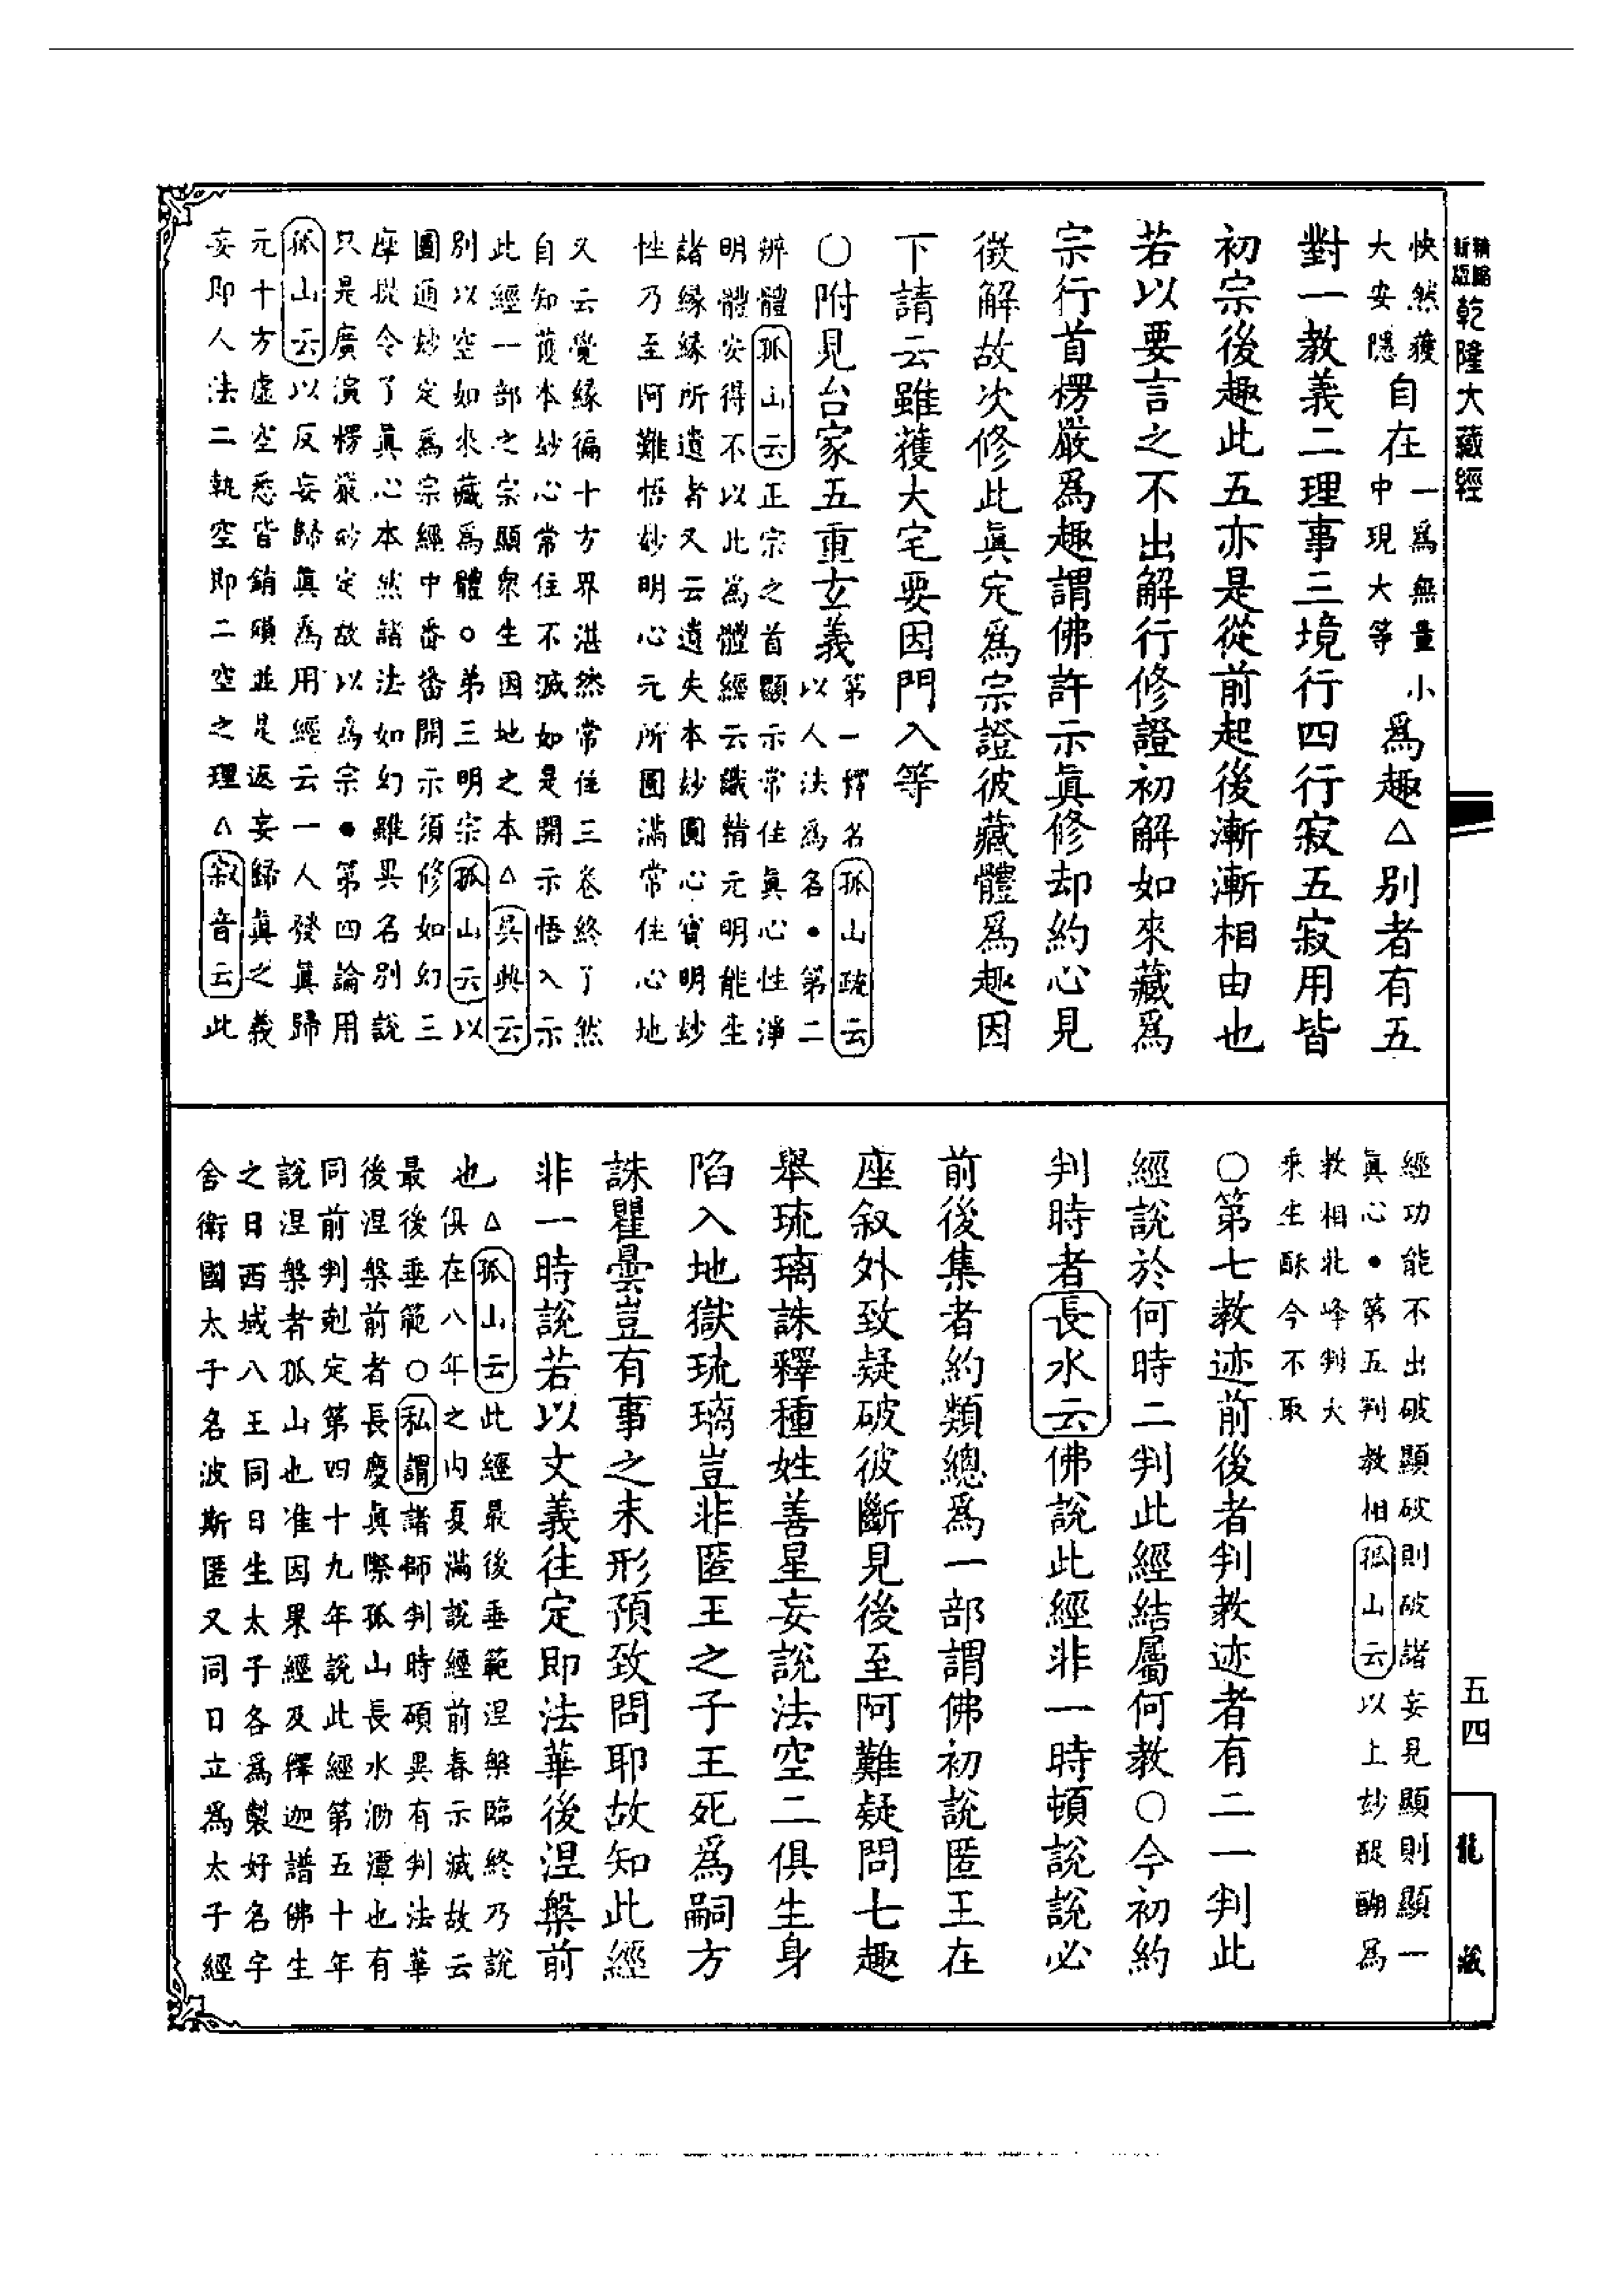 精縮新版乾隆大藏經
快然獲
大安隱
自在
一爲無量小
中現大等
爲趣△別者有五
對一教義二理事三境行四行寂五寂用皆
初宗後趣此五亦是從前起後漸漸相由也
若以要言之不出解行修證初解如來藏爲
宗行首楞嚴爲趣謂佛許示眞修却約心見
徵解故次修此眞定爲宗證彼藏體爲趣因
下請云雖獲大宅要因門入等
〇附見台家五重玄義
第一釋名孤山疏云
以人法爲名●第二
辨體孤山云正宗之首顯示常住眞心性淨
明體安得不以此爲體經云識精元明能生
諸緣緣所遺者又云遺失本妙圓心寶明妙
性乃至阿難悟妙明心元所圓滿常住心地
又云覺緣徧十方界湛然常住三卷終了然
自知獲本妙心常住不滅如是開示悟入示
此經一部之宗顯衆生因地之本△吳興云
別以空如來藏爲體○弟三明宗孤山云以
圓通妙定爲宗經中番番開示須修如幻三
摩提令了眞心本然諸法如幻雖異名別說
只是廣演楞嚴妙定故以爲宗●第四論用
孤山云以反妄歸眞爲用經云一人發眞歸
元十方虛空悉皆銷殞並是返妄歸眞之義
妄即人法二執空即二空之理△寂音云此
經功能不出破顯破則破諸妄見顯則顯一
眞心●第五判教相孤山云以上妙醍醐爲
教相北峰判大
乘生酥今不取
〇第七教迹前後者判教迹者有二一判此
經說於何時二判此經結屬何教〇今初約
判時者長水云佛說此經非一時頓說說必
前後集者約類總爲一部謂佛初說匿王在
座叙外致疑破彼斷見後至阿難疑問七趣
舉琉璃誅釋種姓善星妄說法空二俱生身
陷入地獄琉璃豈非匿王之子王死爲嗣方
誅瞿曇豈有事之未形預致問耶故知此經
非一時說若以文義往定即法華後涅槃前
也
△孤山云此經最後垂範涅槃臨終乃說
俱在八年之內夏滿說經前春示滅故云
最後垂範○私謂諸師判時碩異有判法華
後涅槃前者長慶眞際孤山長水泐潭也有
同前判剋定第四十九年說此經第五十年
說涅槃者孤山也准因果經及釋迦譜佛生
之日西域八王同日生太子各爲製好名字
舍衛國太子名波斯匿又同日立爲太子經
五四
龍藏